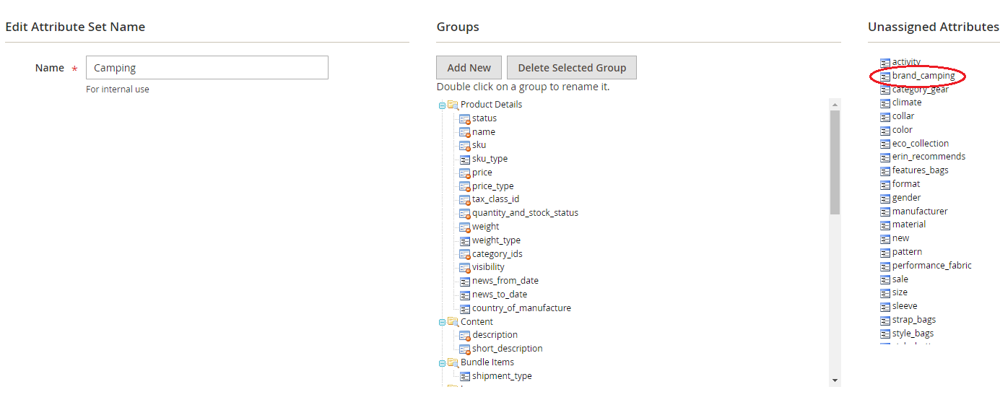 Edit Attribute Set Name
Name *
Camping
For internal use
Groups
Add New
Delete Selected Group
Double click on a group to rename it.
Product Details
status
name
sku
sku_type
price
price_type
tax_class_id
quantity_and_stock_status
weight
weight_type
category_ids
visibility
news_from_date
news_to_date
country_of_manufacture
Content
description
short_description
Bundle Items
shipment_type
Unassigned Attributes
activity
brand_camping
category_gear
climate
collar
color
eco_collection
erin_recommends
features_bags
format
gender
manufacturer
material
new
pattern
performance_fabric
sale
size
sleeve
strap_bags
style_bags